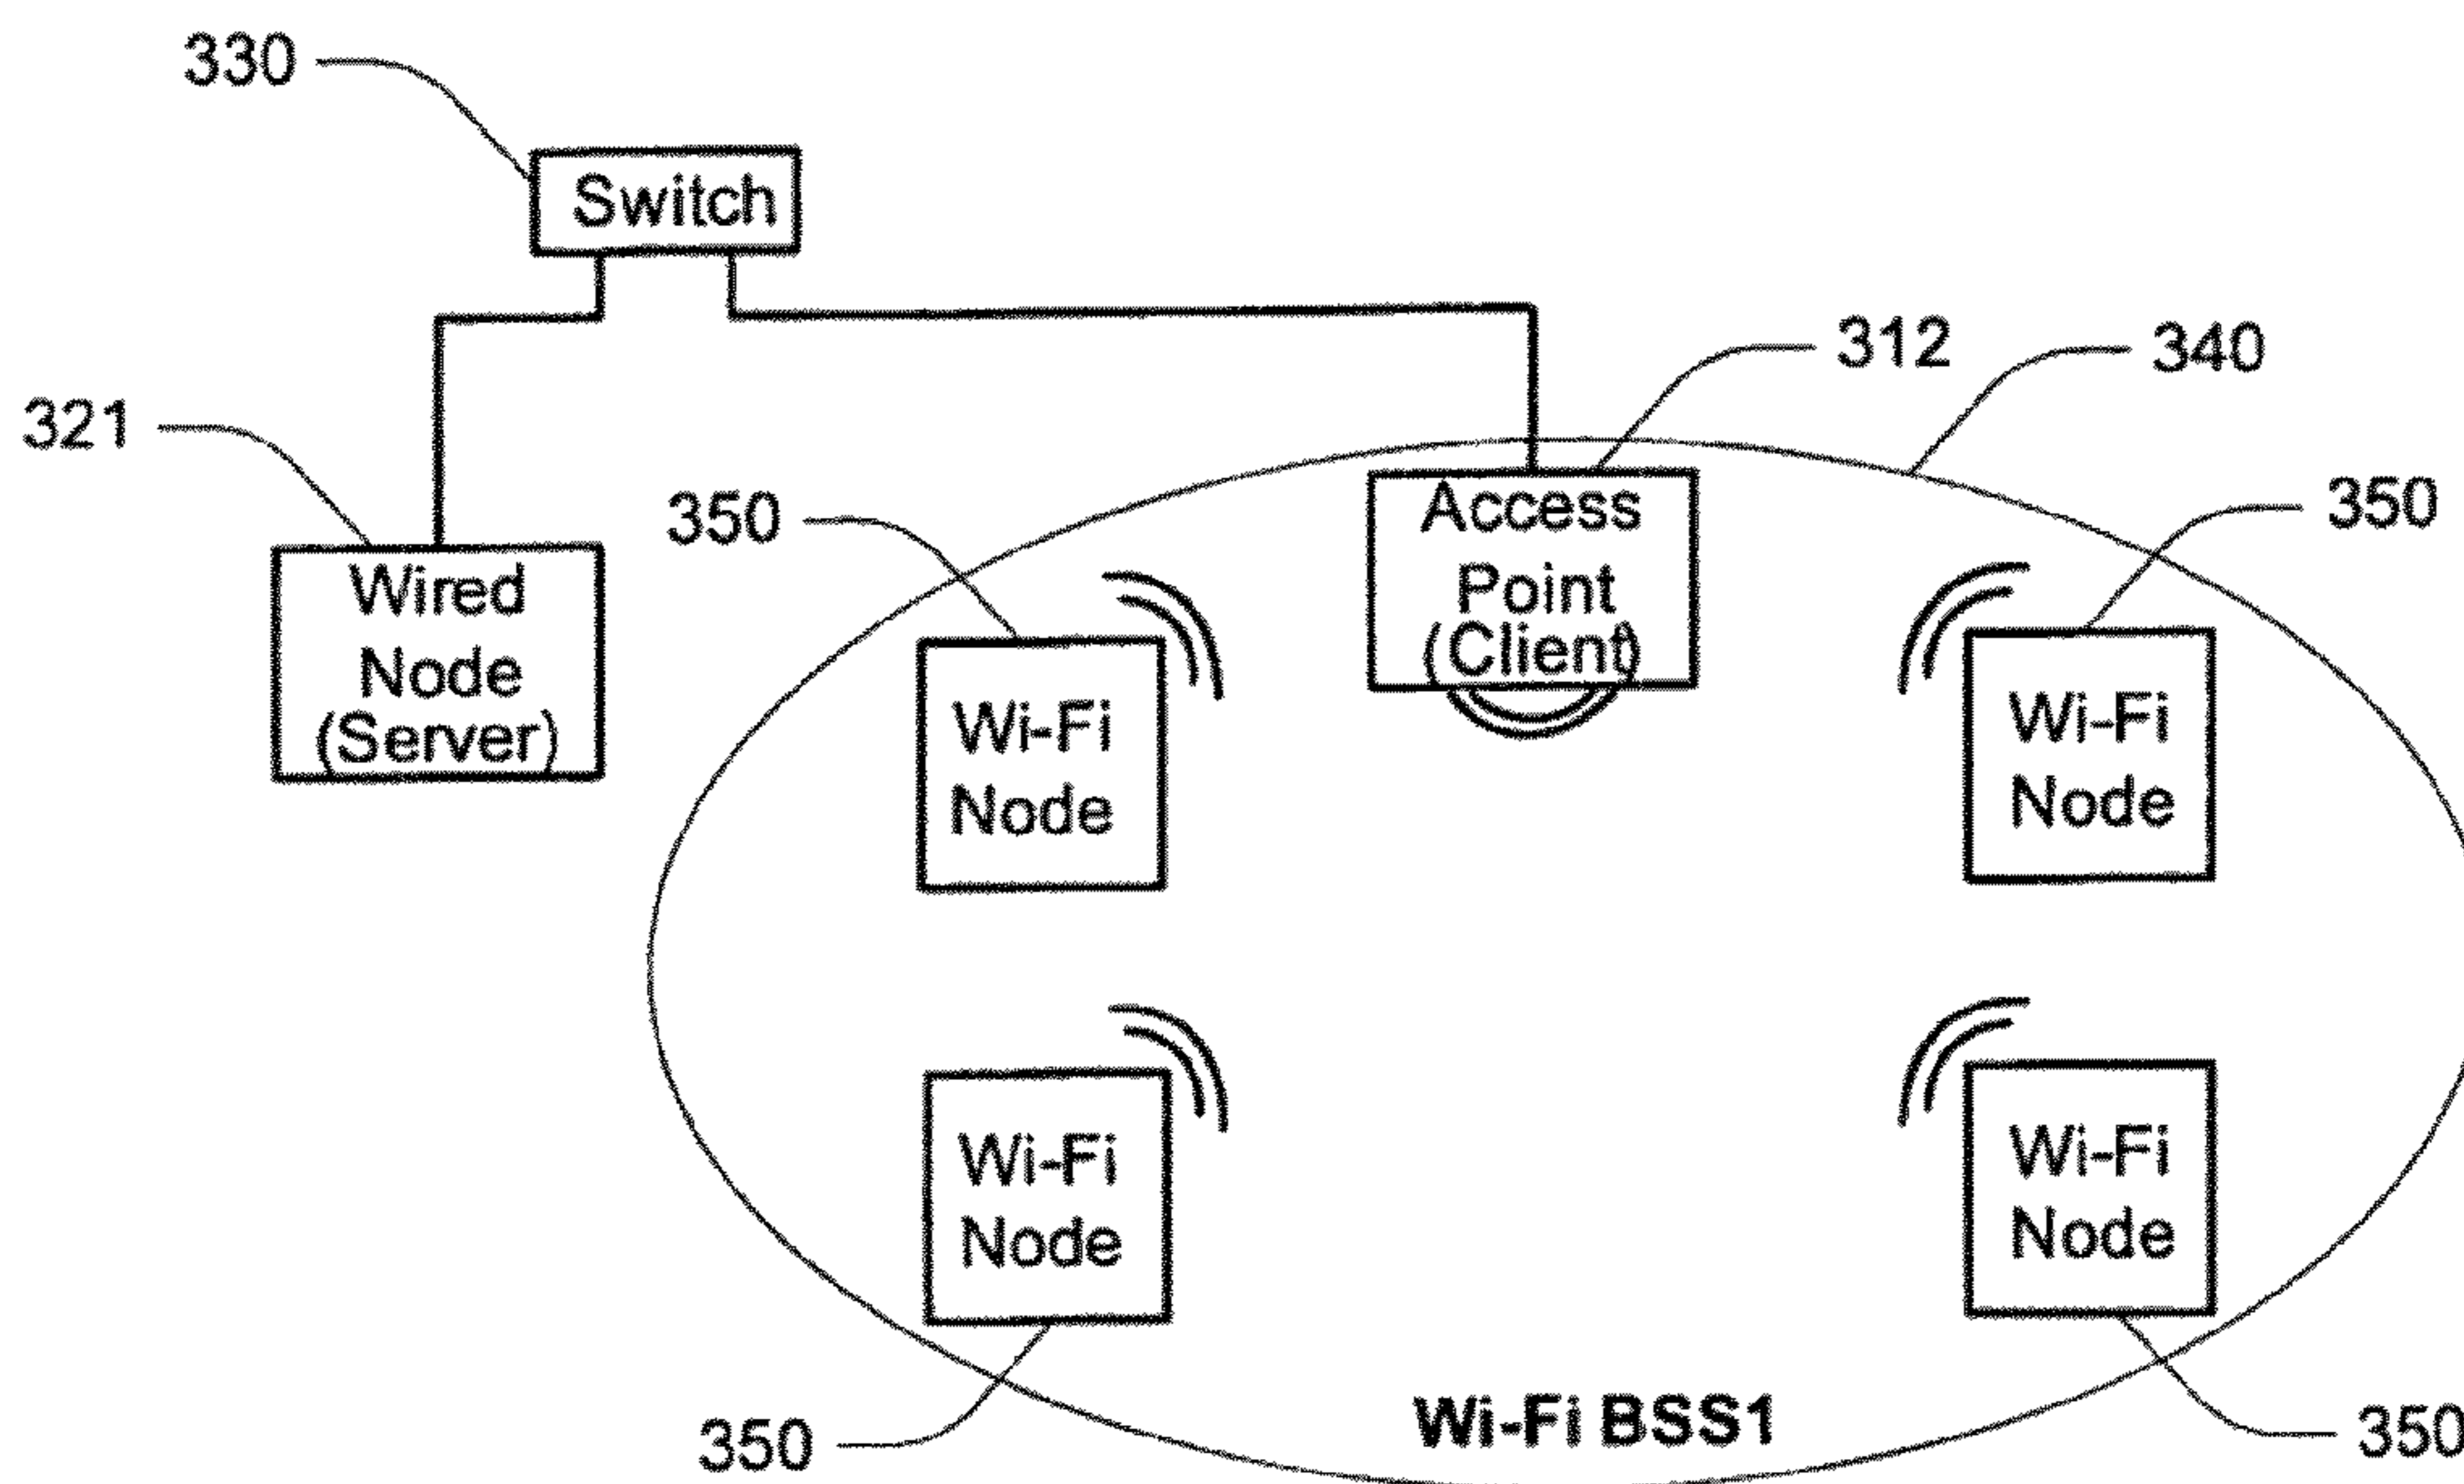 330
Switch
312
340
321
350
350
Access
Point
(Client)
Wired
Node
(Server)
Wi-Fi
Node
Wi-Fi
Node
Wi-Fi
Node
Wi-Fi
Node
Wi-Fi BSS1
350
350